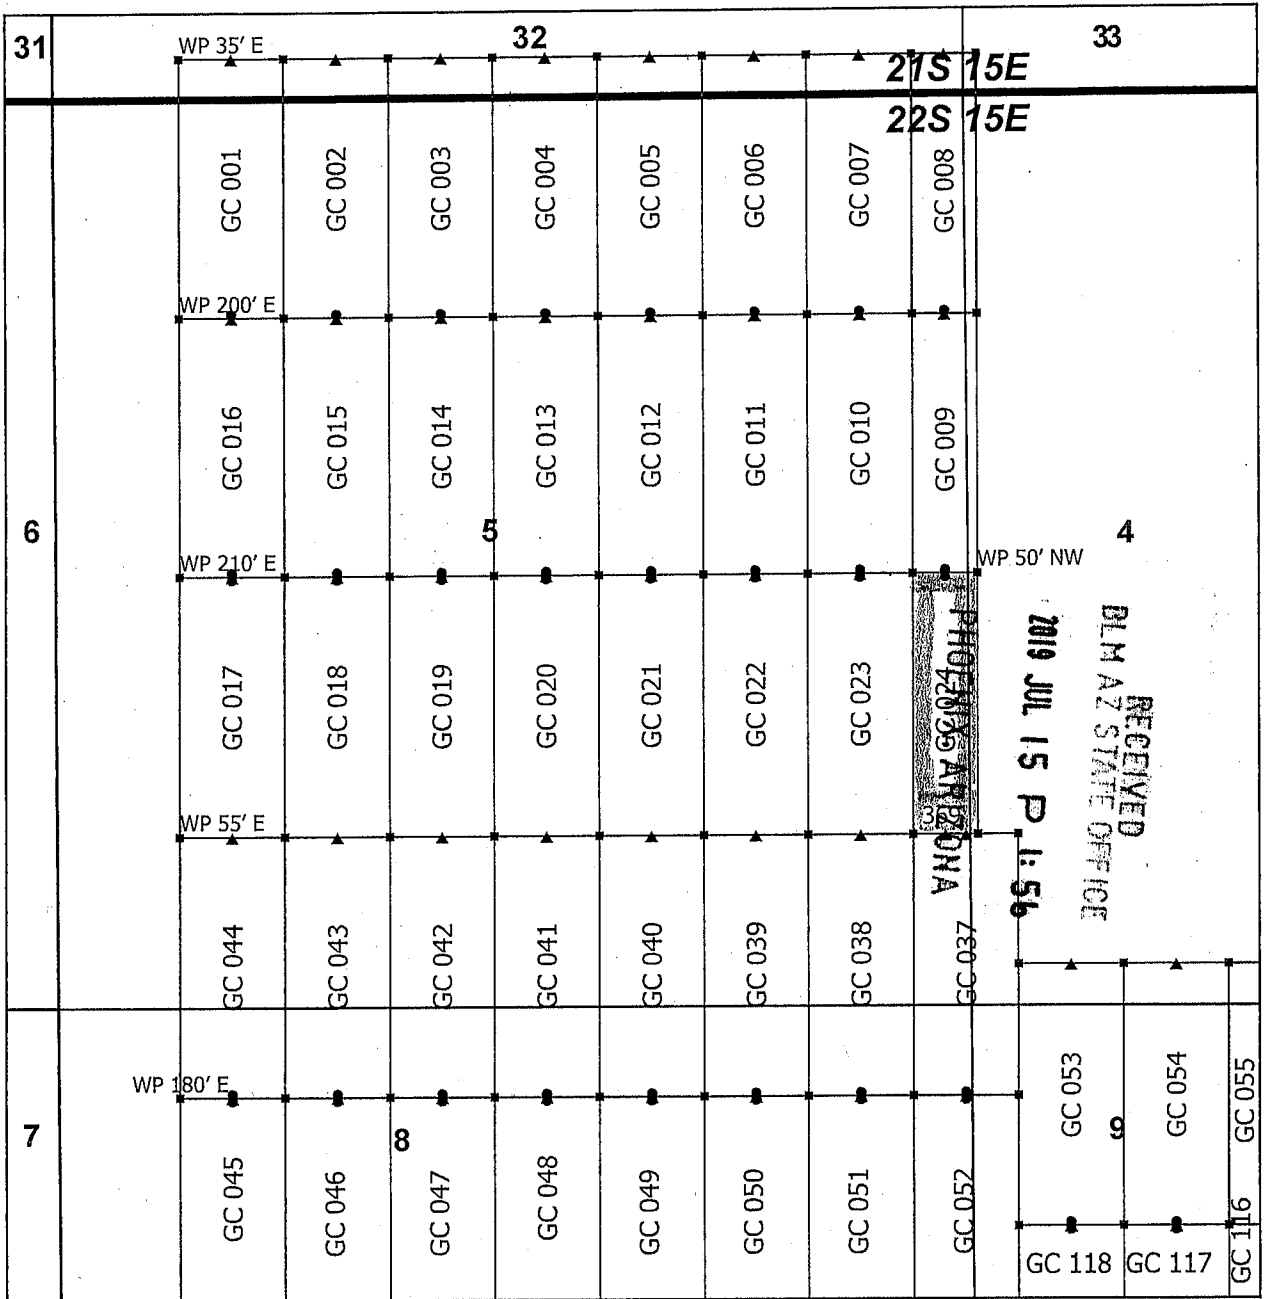 31
WP 35' E
32
33
21S 15E
22S 15E
GC 001
GC 002
GC 003
GC 004
GC 005
GC 006
GC 007
GC 008
WP 200' E
GC 016
GC 015
GC 014
GC 013
GC 012
GC 011
GC 010
GC 009
6
5
4
WP 210' E
WP 50' NW
GC 017
GC 018
GC 019
GC 020
GC 021
GC 022
GC 023
GC 024
RECEIVED
BLM AZ STATE OFFICE
2019 JUL 15 P 1:56
PHOENIX ARIZONA
WP 55' E
GC 044
GC 043
GC 042
GC 041
GC 040
GC 039
GC 038
GC 037
WP 180' E
GC 053
GC 054
GC 055
7
8
9
GC 045
GC 046
GC 047
GC 048
GC 049
GC 050
GC 051
GC 052
GC 118
GC 117
GC 116